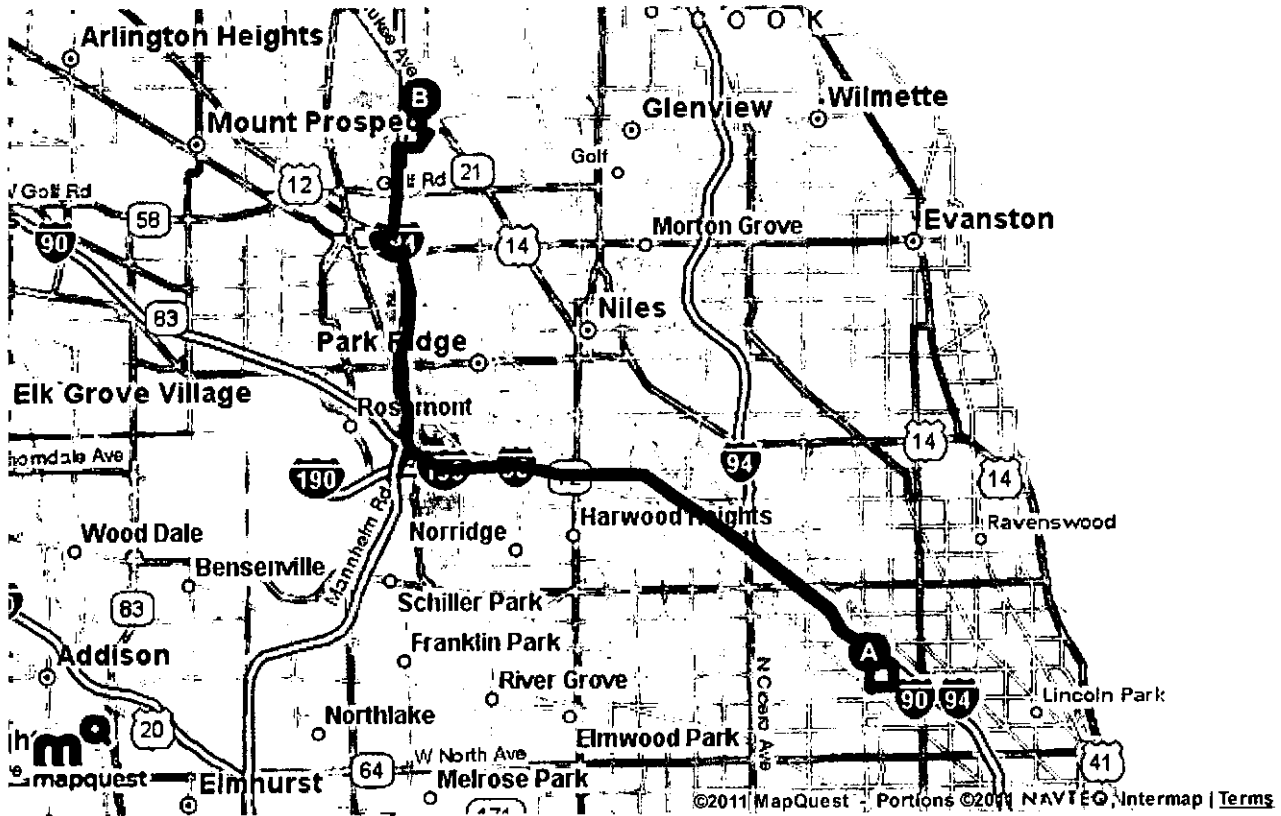 C O O K
Arlington Heights
B
Glenview
Wilmette
Mount Prospect
Golf
12
Golf Rd
21
W Golf Rd
58
Morton Grove
Evanston
90
14
83
Niles
Park Ridge
Elk Grove Village
Rosemont
14
190
94
14
Mannheim Rd
Norridge
Harwood Heights
Ravenswood
Wood Dale
Bensenville
Schiller Park
83
Franklin Park
Addison
A
River Grove
N Cicero Ave
90
94
Lincoln Park
Northlake
20
Elmwood Park
W North Ave
mapquest
Elmhurst
64
Melrose Park
41
171
©2011 MapQuest - Portions ©2011 NAVTEQ, Intermap | Terms